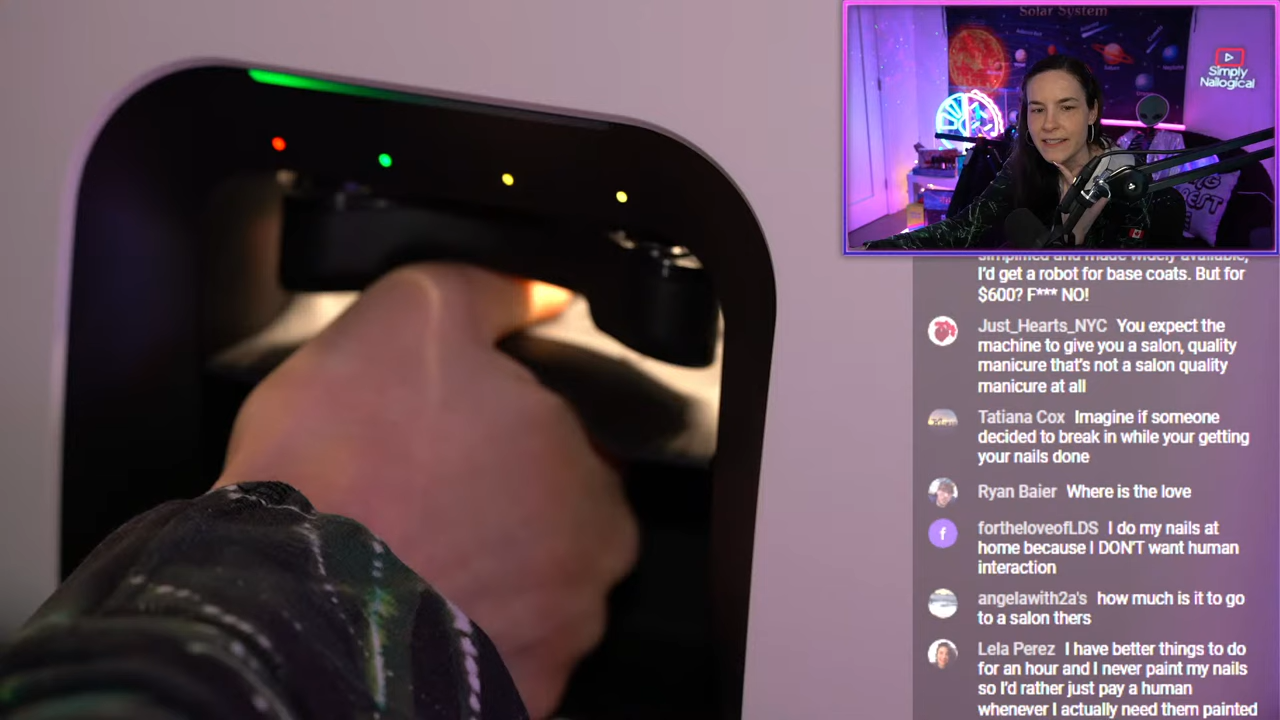 Solar System
Simply
Nailogical
simplified and made widely available,
I'd get a robot for base coats. But for
$600? F*** NO!
Just_Hearts_NYC You expect the
machine to give you a salon, quality
manicure that's not a salon quality
manicure at all
Tatiana Cox Imagine if someone
decided to break in while your getting
your nails done
Ryan Baier Where is the love
f
fortheloveofLDS I do my nails at
home because I DON'T want human
interaction
angelawith2a's how much is it to go
to a salon thers
Lela Perez I have better things to do
for an hour and I never paint my nails
so I'd rather just pay a human
whenever I actually need them painted